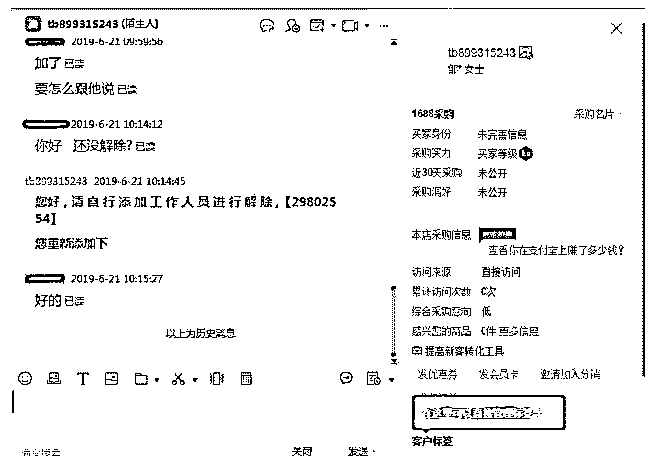 tb899315243 (陌生人)
2019-6-21 09:59:56
加了 已读
要怎么跟他说 已读
2019-6-21 10:14:12
你好 还没解除? 已读
tb899315243 2019-6-21 10:14:45
您好,请自行添加工作人员进行解除,【2980255
54】
您重新添加下
2019-6-21 10:15:27
好的 已读
以上为历史消息
关闭
发送
tb899315243
邹* 女士
1688采购
采购名片
买家身份 未完善信息
采购实力 买家等级
近30天采购 未公开
采购偏好 未公开
本店采购信息
查看你在支付宝上赚了多少钱?
访问来源 直接访问
累计访问次数 0次
综合采购意向 低
感兴趣的商品 0件 更多信息
提高新客转化工具
发优惠券 发会员卡 邀请加入分销
客户标签